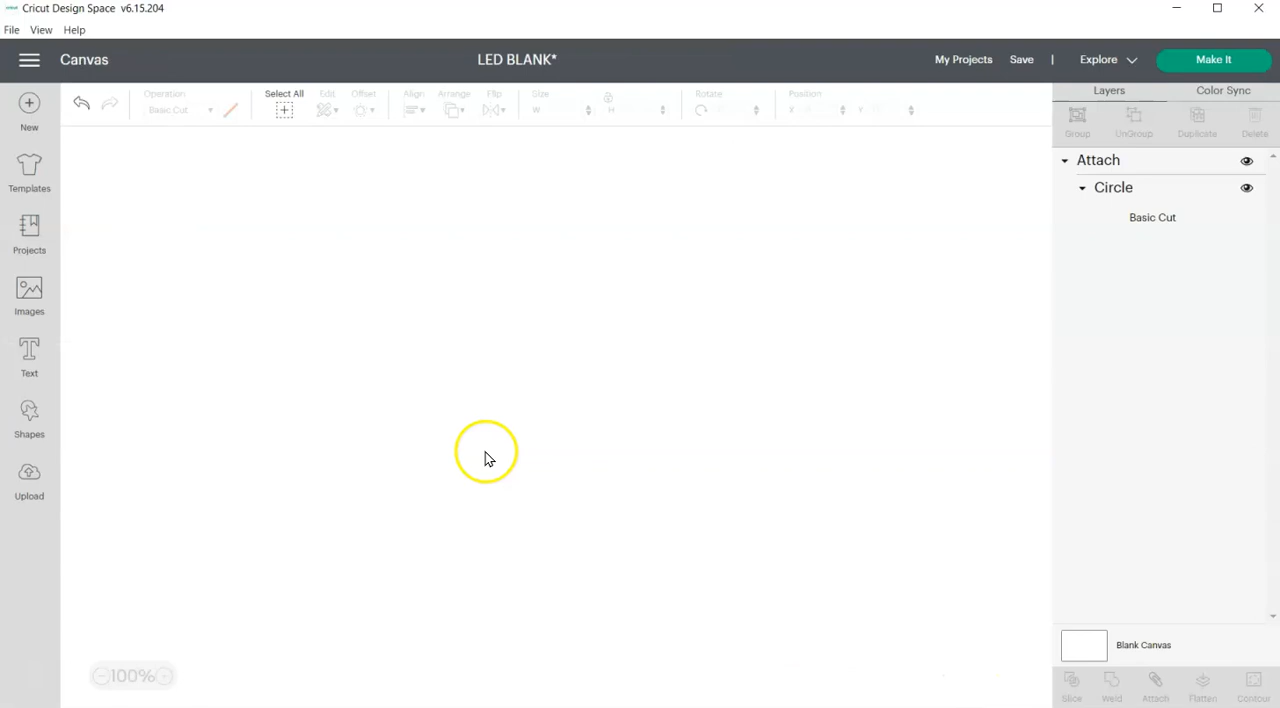 Cricut Design Space v6.15.204
File View Help
Canvas
LED BLANK*
My Projects Save | Explore Make It
Operation Select All Edit Offset Align Arrange Flip Size Rotate Position
Basic Cut W H X Y
Layers Color Sync
Group UnGroup Duplicate Delete
New
Templates
Projects
Images
Text
Shapes
Upload
Attach
Circle
Basic Cut
100%
Blank Canvas
Slice Weld Attach Flatten Contour